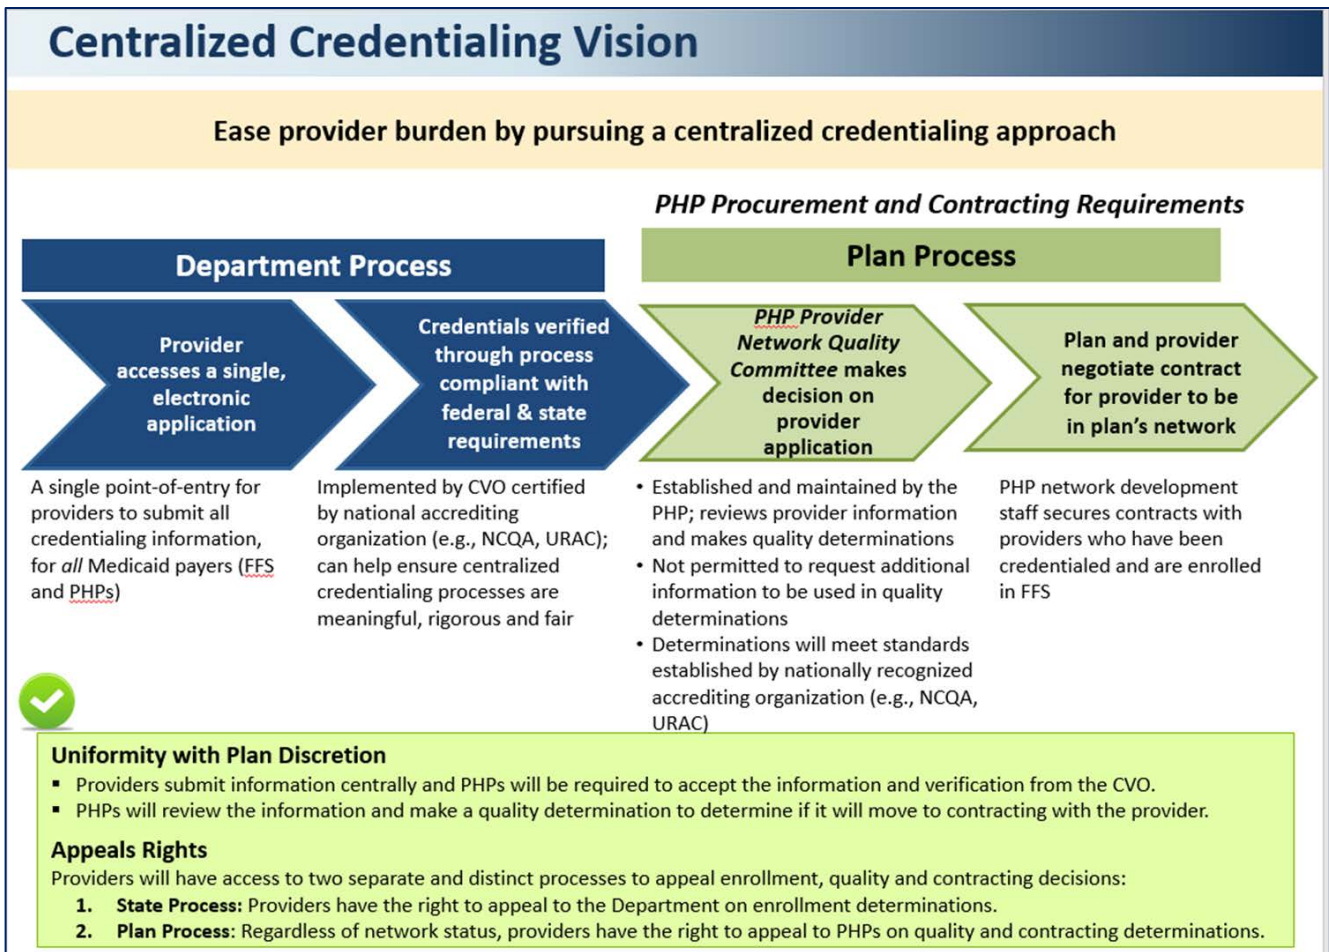 Centralized Credentialing Vision
Ease provider burden by pursuing a centralized credentialing approach
PHP Procurement and Contracting Requirements
Department Process
Plan Process
Provider
accesses a single,
electronic
application
Credentials verified
through process
compliant with
federal & state
requirements
PHP Provider
Network Quality
Committee makes
decision on
provider
application
Plan and provider
negotiate contract
for provider to be
in plan's network
A single point-of-entry for
providers to submit all
credentialing information,
for all Medicaid payers (FFS
and PHPs)
Implemented by CVO certified
by national accrediting
organization (e.g., NCQA, URAC);
can help ensure centralized
credentialing processes are
meaningful, rigorous and fair
• Established and maintained by the
PHP; reviews provider information
and makes quality determinations
• Not permitted to request additional
information to be used in quality
determinations
• Determinations will meet standards
established by nationally recognized
accrediting organization (e.g., NCQA,
URAC)
PHP network development
staff secures contracts with
providers who have been
credentialed and are enrolled
in FFS
Uniformity with Plan Discretion
▪ Providers submit information centrally and PHPs will be required to accept the information and verification from the CVO.
▪ PHPs will review the information and make a quality determination to determine if it will move to contracting with the provider.
Appeals Rights
Providers will have access to two separate and distinct processes to appeal enrollment, quality and contracting decisions:
1. State Process: Providers have the right to appeal to the Department on enrollment determinations.
2. Plan Process: Regardless of network status, providers have the right to appeal to PHPs on quality and contracting determinations.